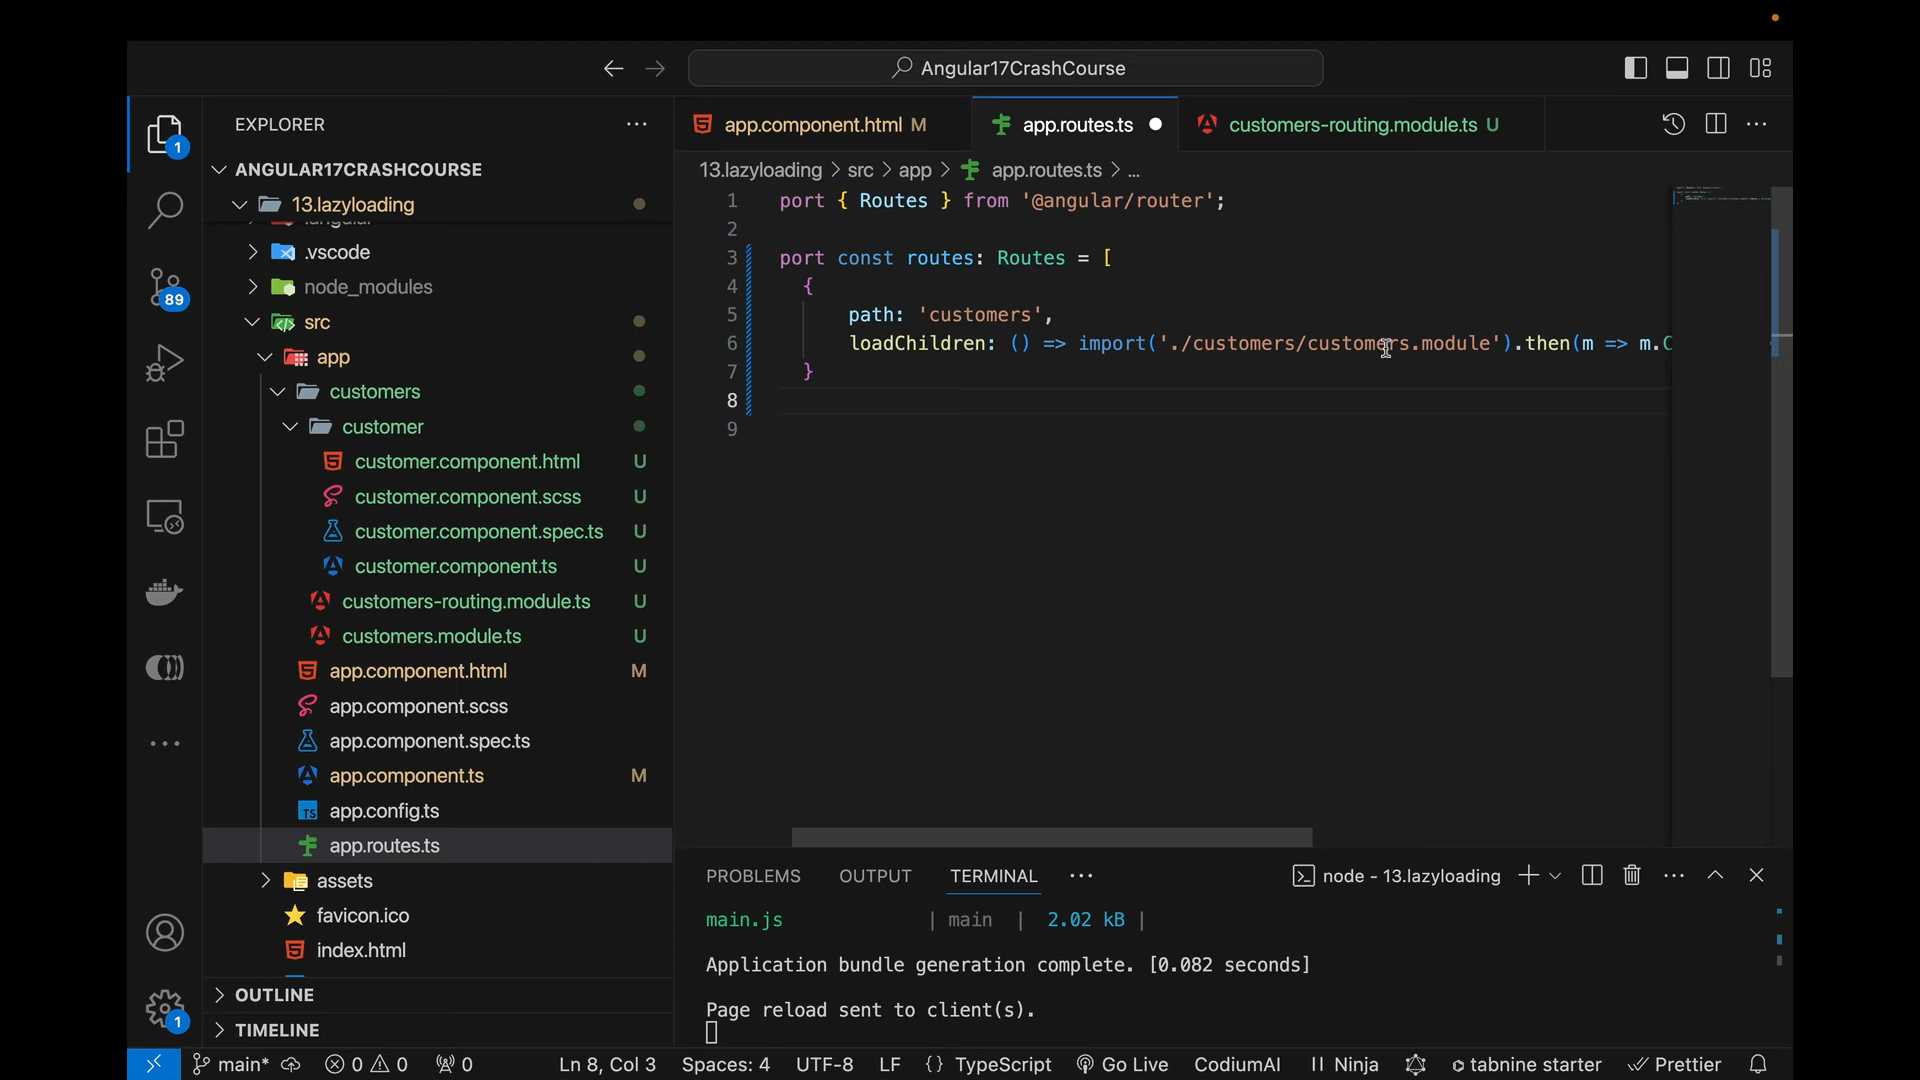 Angular17CrashCourse
EXPLORER
ANGULAR17CRASHCOURSE
13.lazyloading
.vscode
node_modules
src
app
customers
customer
customer.component.html U
customer.component.scss U
customer.component.spec.ts U
customer.component.ts U
customers-routing.module.ts U
customers.module.ts U
app.component.html M
app.component.scss
app.component.spec.ts
app.component.ts M
app.config.ts
app.routes.ts
assets
favicon.ico
index.html
OUTLINE
TIMELINE
1
89
1
app.component.html M
app.routes.ts
customers-routing.module.ts U
13.lazyloading > src > app > app.routes.ts > ...
1 port { Routes } from '@angular/router';
2
3 port const routes: Routes = [
4 {
5 path: 'customers',
6 loadChildren: () => import('./customers/customers.module').then(m => m.C
7 }
8
9
PROBLEMS OUTPUT TERMINAL
node - 13.lazyloading
main.js | main | 2.02 kB |
Application bundle generation complete. [0.082 seconds]
Page reload sent to client(s).
main* 0 0 0 Ln 8, Col 3 Spaces: 4 UTF-8 LF {} TypeScript Go Live CodiumAI Ninja tabnine starter Prettier